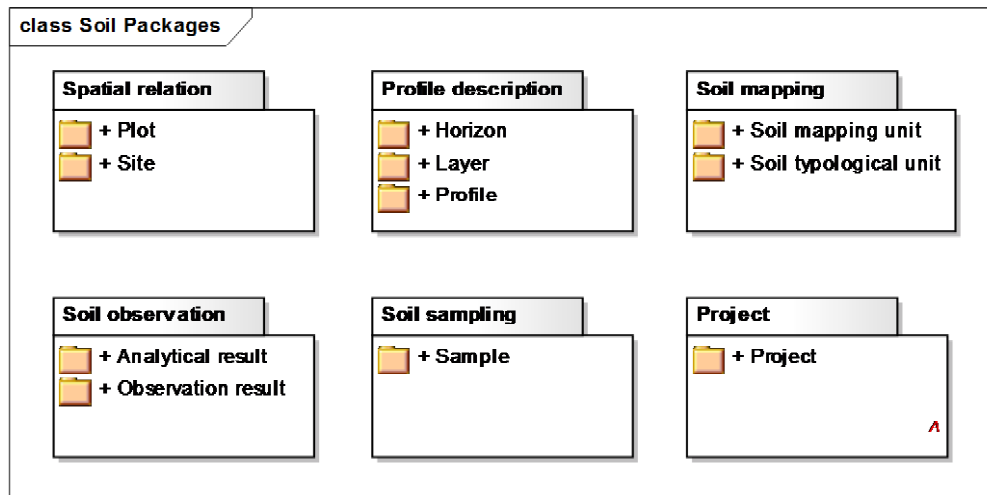 class Soil Packages
Spatial relation
+ Plot
+ Site
Profile description
+ Horizon
+ Layer
+ Profile
Soil mapping
+ Soil mapping unit
+ Soil typological unit
Soil observation
+ Analytical result
+ Observation result
Soil sampling
+ Sample
Project
+ Project
A